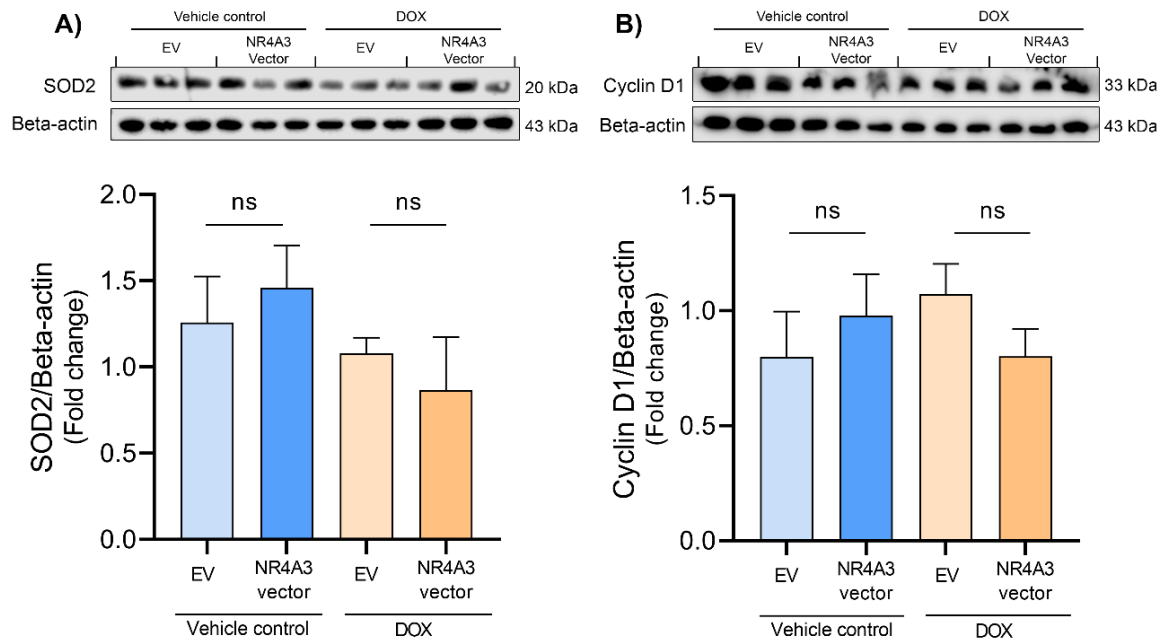 A)
Vehicle control
DOX
EV
NR4A3
Vector
EV
NR4A3
Vector
SOD2
20 kDa
Beta-actin
43 kDa
SOD2/Beta-actin
(Fold change)
2.0
1.5
1.0
0.5
0.0
ns
ns
EV
NR4A3
vector
EV
NR4A3
vector
Vehicle control
DOX
B)
Vehicle control
DOX
EV
NR4A3
Vector
EV
NR4A3
Vector
Cyclin D1
33 kDa
Beta-actin
43 kDa
Cyclin D1/Beta-actin
(Fold change)
1.5
1.0
0.5
0.0
ns
ns
EV
NR4A3
vector
EV
NR4A3
vector
Vehicle control
DOX